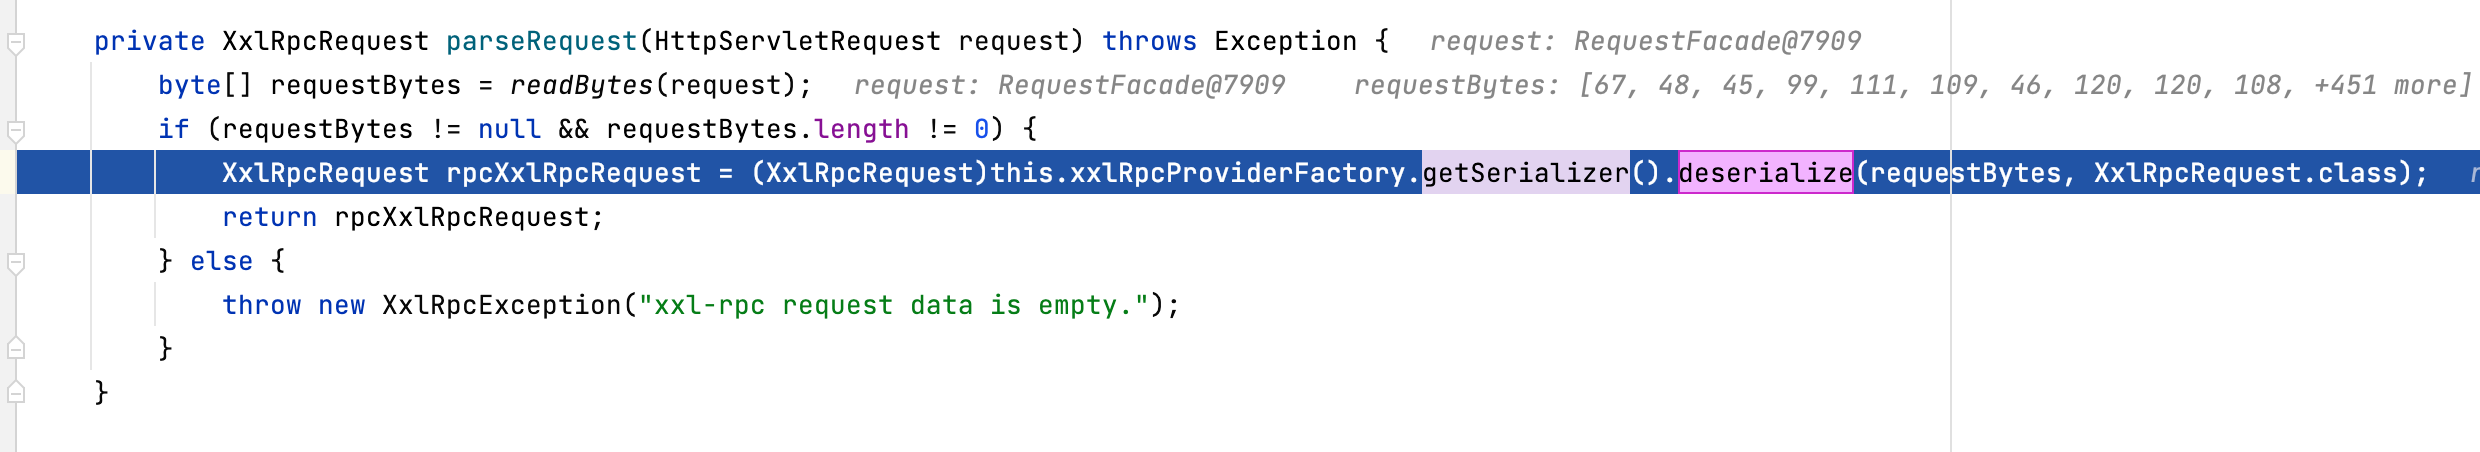 private XxlRpcRequest parseRequest(HttpServletRequest request) throws Exception {   request: RequestFacade@7909
    byte[] requestBytes = readBytes(request);   request: RequestFacade@7909    requestBytes: [67, 48, 45, 99, 111, 109, 46, 120, 120, 108, +451 more]
    if (requestBytes != null && requestBytes.length != 0) {
        XxlRpcRequest rpcXxlRpcRequest = (XxlRpcRequest)this.xxlRpcProviderFactory.getSerializer().deserialize(requestBytes, XxlRpcRequest.class);
        return rpcXxlRpcRequest;
    } else {
        throw new XxlRpcException("xxl-rpc request data is empty.");
    }
}